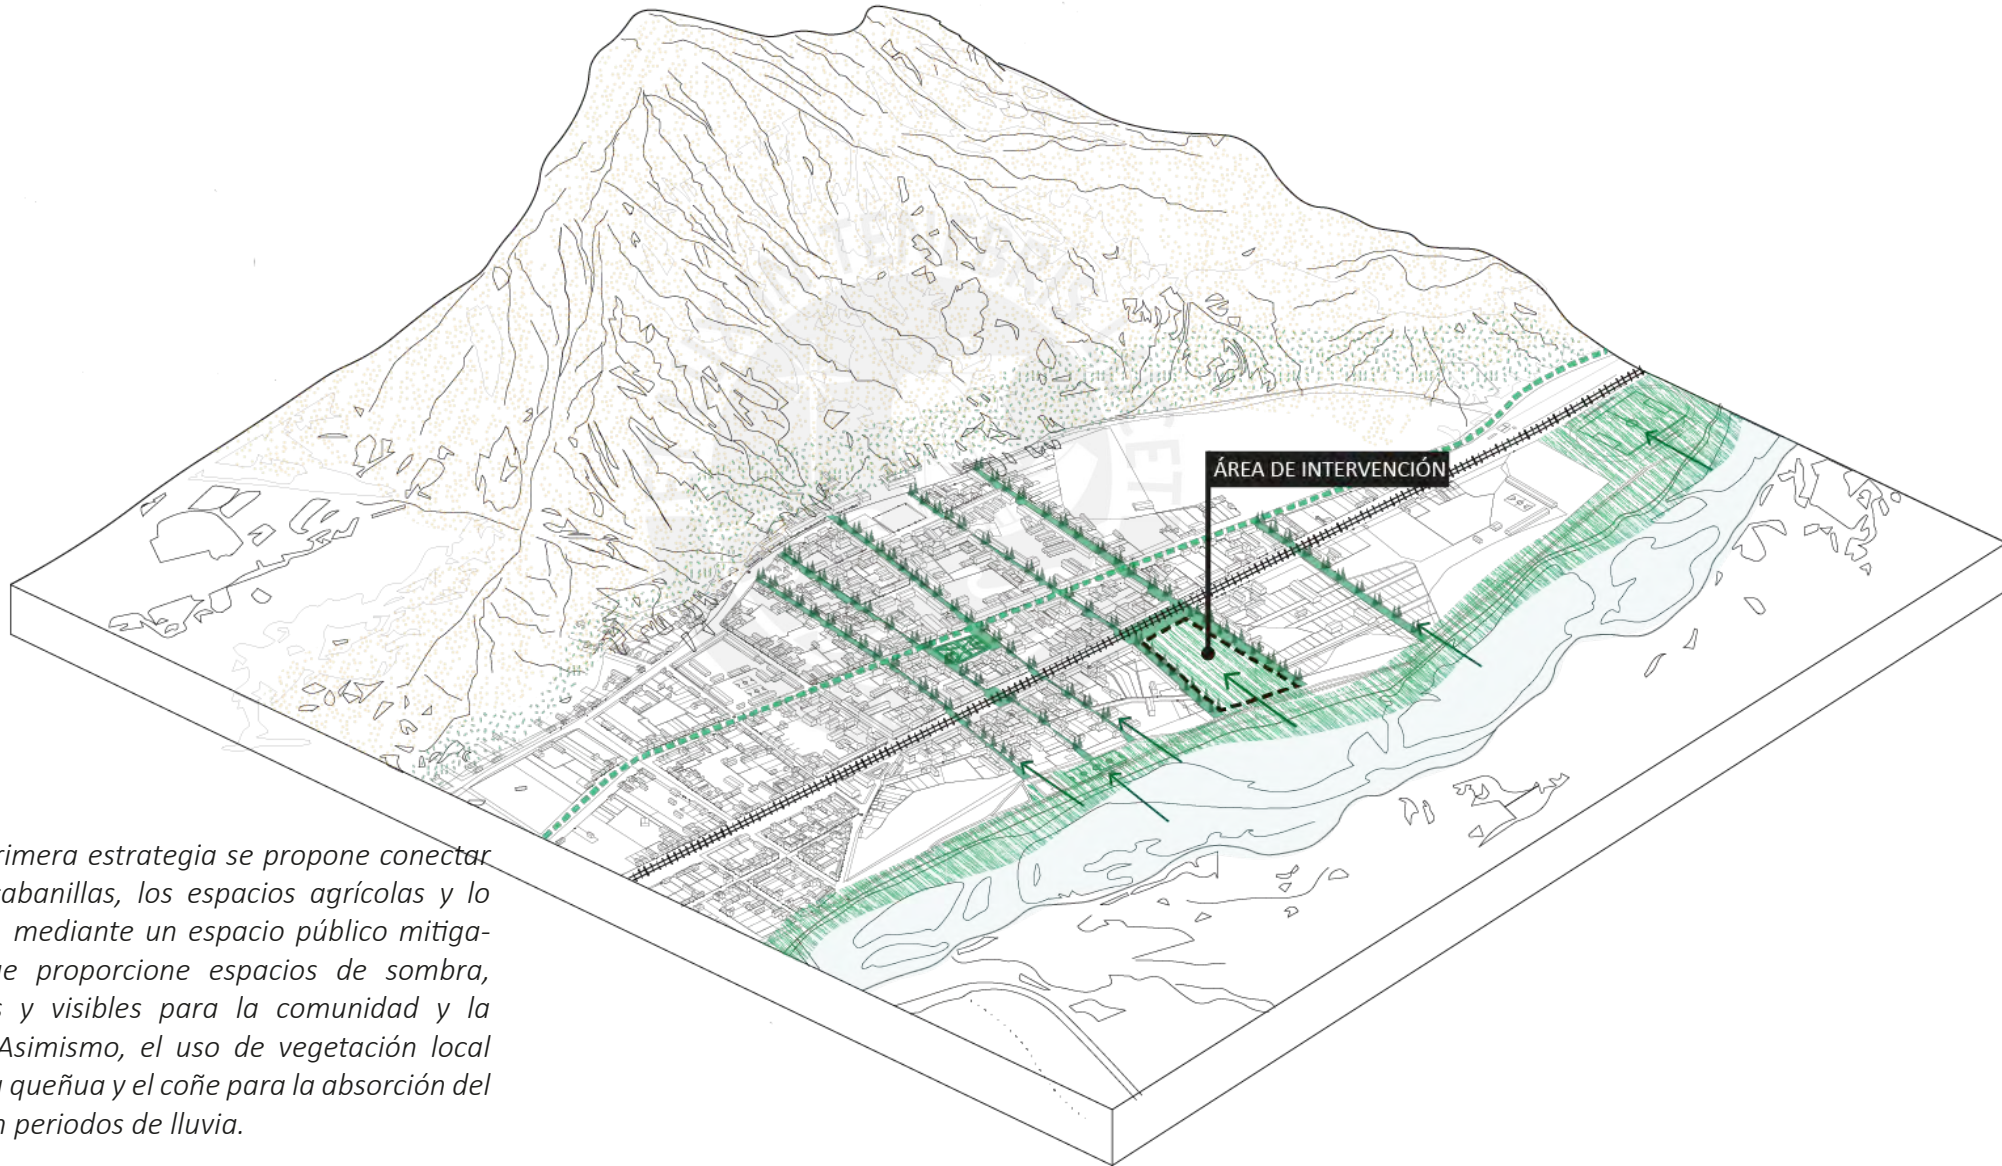 ÁREA DE INTERVENCIÓN
rimera estrategia se propone conectar
abanillas, los espacios agrícolas y lo
mediante un espacio público mitiga-
e proporcione espacios de sombra,
s y visibles para la comunidad y la
Asimismo, el uso de vegetación local
queñua y el coñe para la absorción del
n periodos de lluvia.